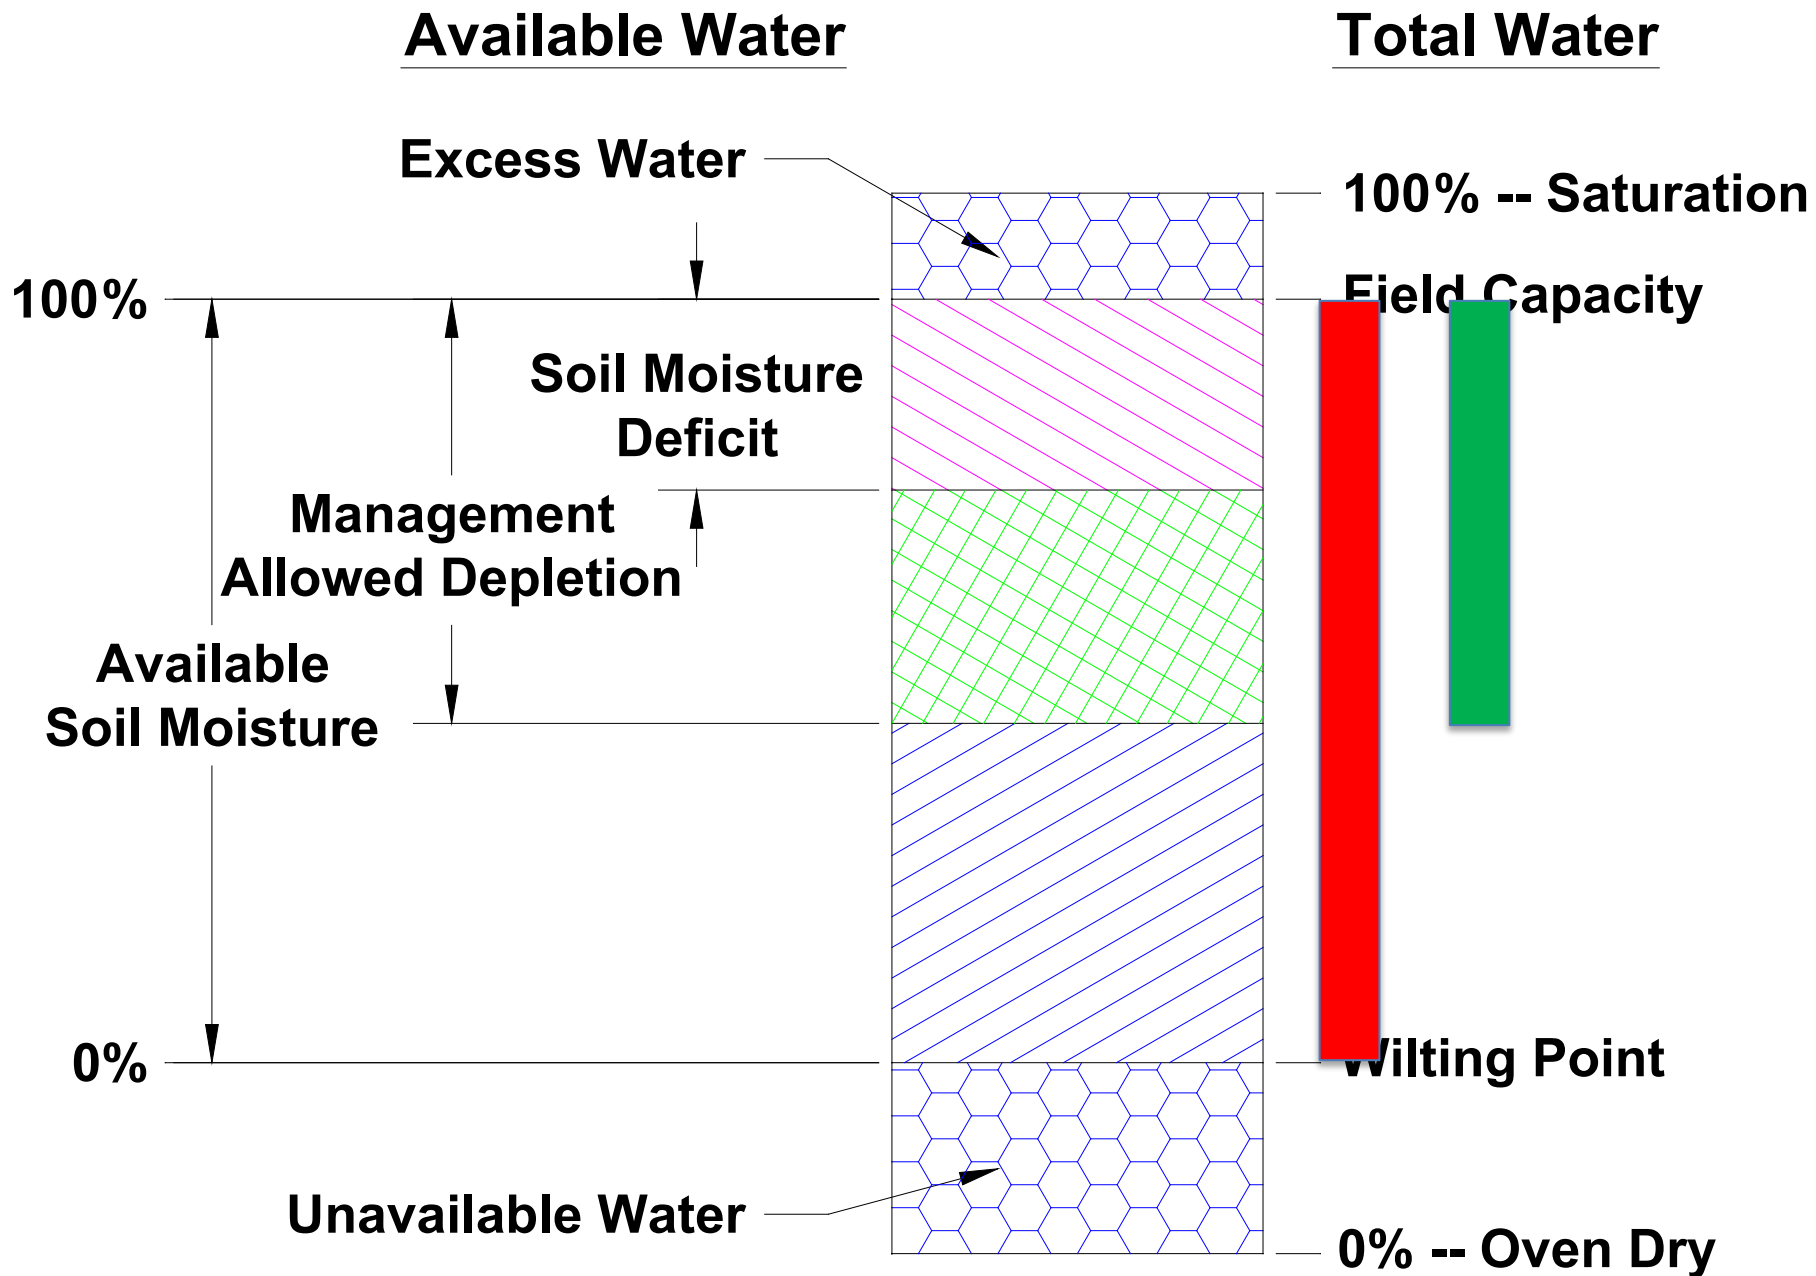 Available Water
Total Water
Excess Water
100% -- Saturation
100%
Field Capacity
Soil Moisture
Deficit
Management
Allowed Depletion
Available
Soil Moisture
0%
Wilting Point
Unavailable Water
0% -- Oven Dry